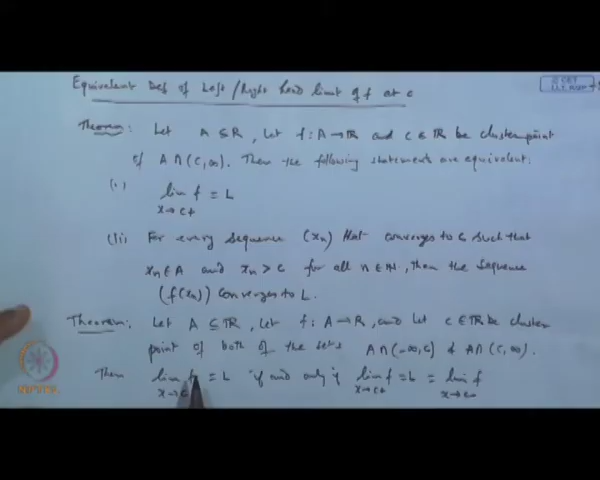 Equivalent Def of Left/Right hand limit of f at c
© CET
I.I.T. KGP
Theorem: Let A ⊆ R, let f: A → R and c ∈ R be cluster point
of A ∩ (c, ∞). Then the following statements are equivalent.
(i)
lim f = L
x → c+
(ii) For every sequence (xn) that converges to c such that
xn ∈ A and xn > c for all n ∈ N, then the sequence
(f(xn)) converges to L.
Theorem: Let A ⊆ R, let f: A → R, and let c ∈ R be cluster
point of both of the sets A ∩ (-∞, c) & A ∩ (c, ∞).
Then lim f = L if and only if lim f = L = lim f
x → c x → c+ x → c-
NPTEL